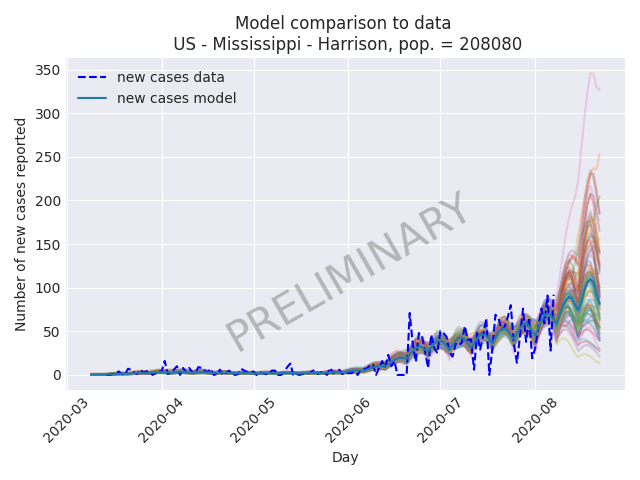 Model comparison to data
US - Mississippi - Harrison, pop. = 208080
new cases data
new cases model
350
300
250
200
150
100
50
0
Number of new cases reported
PRELIMINARY
2020-03
2020-04
2020-05
2020-06
2020-07
2020-08
Day